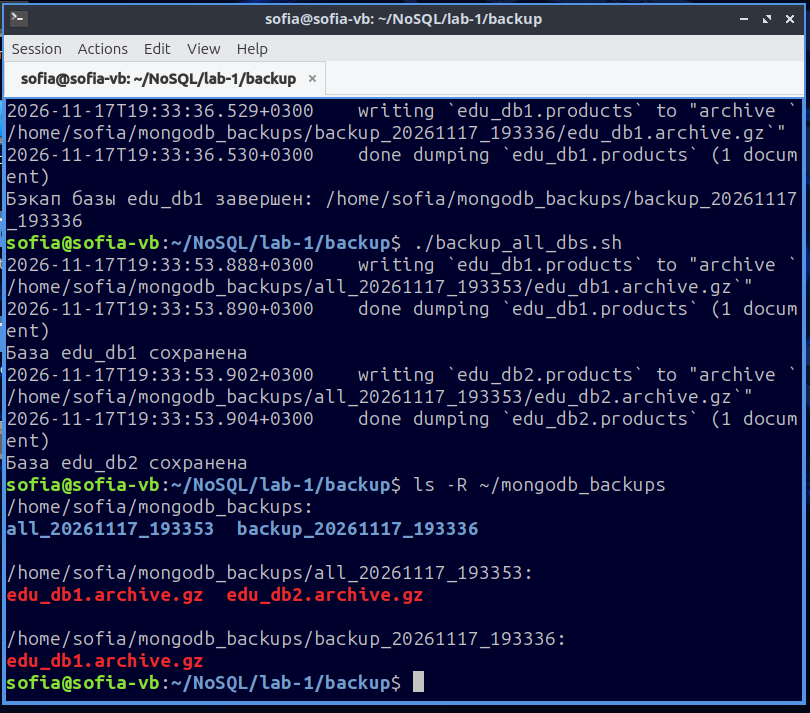 sofia@sofia-vb: ~/NoSQL/lab-1/backup
Session Actions Edit View Help
sofia@sofia-vb: ~/NoSQL/lab-1/backup ×
2026-11-17T19:33:36.529+0300    writing `edu_db1.products` to "archive `
/home/sofia/mongodb_backups/backup_20261117_193336/edu_db1.archive.gz`"
2026-11-17T19:33:36.530+0300    done dumping `edu_db1.products` (1 docum
ent)
Бэкап базы edu_db1 завершен: /home/sofia/mongodb_backups/backup_20261117
_193336
sofia@sofia-vb:~/NoSQL/lab-1/backup$ ./backup_all_dbs.sh
2026-11-17T19:33:53.888+0300    writing `edu_db1.products` to "archive `
/home/sofia/mongodb_backups/all_20261117_193353/edu_db1.archive.gz`"
2026-11-17T19:33:53.890+0300    done dumping `edu_db1.products` (1 docum
ent)
База edu_db1 сохранена
2026-11-17T19:33:53.902+0300    writing `edu_db2.products` to "archive `
/home/sofia/mongodb_backups/all_20261117_193353/edu_db2.archive.gz`"
2026-11-17T19:33:53.904+0300    done dumping `edu_db2.products` (1 docum
ent)
База edu_db2 сохранена
sofia@sofia-vb:~/NoSQL/lab-1/backup$ ls -R ~/mongodb_backups
/home/sofia/mongodb_backups:
all_20261117_193353  backup_20261117_193336
/home/sofia/mongodb_backups/all_20261117_193353:
edu_db1.archive.gz  edu_db2.archive.gz
/home/sofia/mongodb_backups/backup_20261117_193336:
edu_db1.archive.gz
sofia@sofia-vb:~/NoSQL/lab-1/backup$